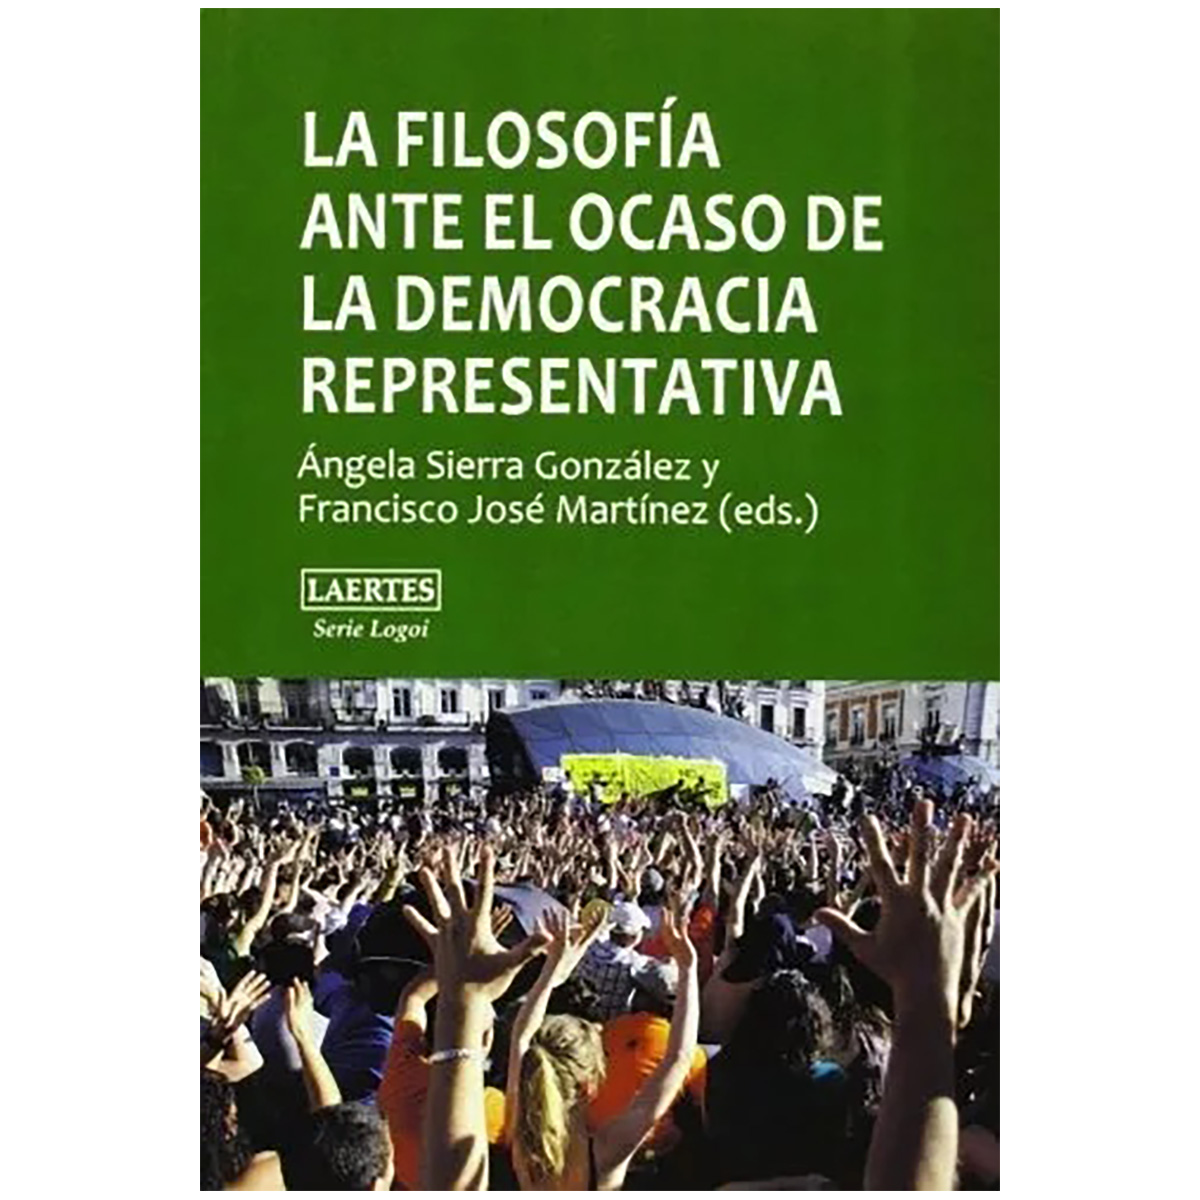 LA FILOSOFÍA
ANTE EL OCASO DE
LA DEMOCRACIA
REPRESENTATIVA
Ángela Sierra González y
Francisco José Martínez (eds.)
LAERTES
Serie Logoi